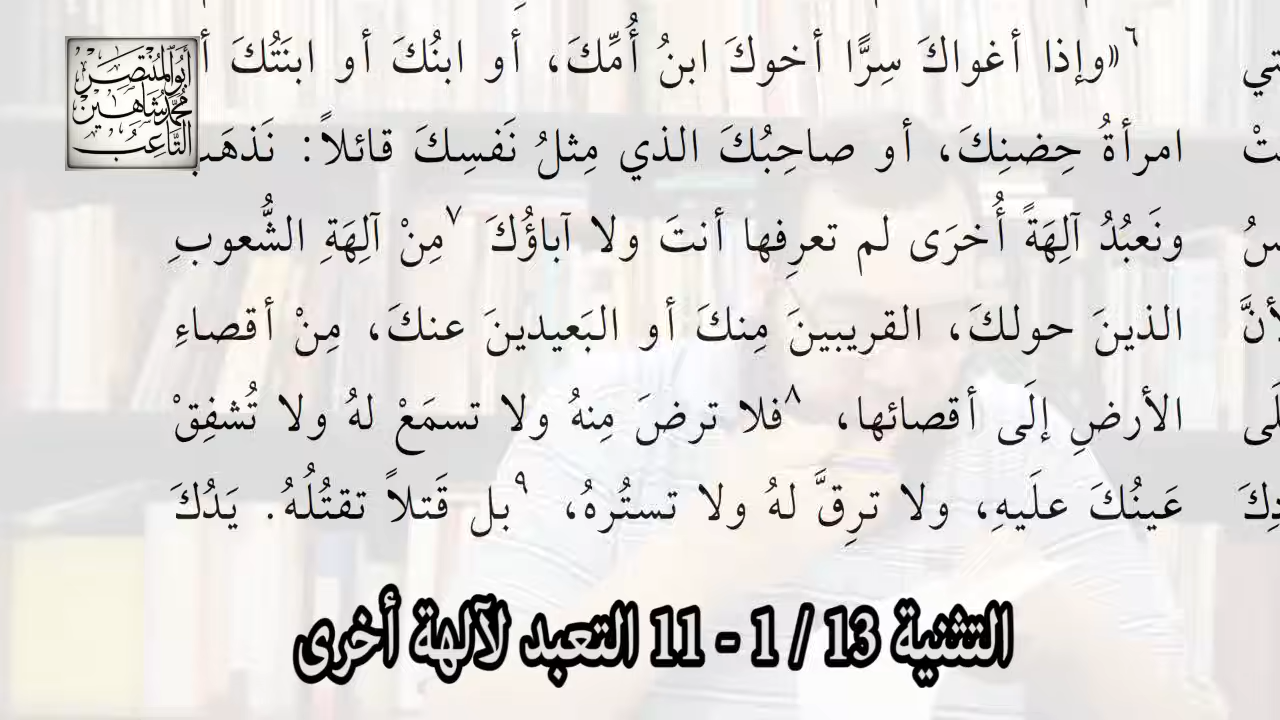 ٦«وإذا أغواكَ سِرًّا أخوكَ ابنُ أُمِّكَ، أَو ابنُكَ أو ابنَتُكَ أ
امرأةُ حِضنِكَ، أو صاحِبُكَ الذي مِثلُ نَفسِكَ قائلاً: نَذهَب
ونَعبُدُ آلِهَةً أُخرَى لم تعرِفها أنتَ ولا آباؤُكَ ٧مِنْ آلِهَةِ الشُّعوبِ
الذينَ حولكَ، القريبينَ مِنكَ أو البَعيدينَ عنكَ، مِنْ أقصاءِ
الأرضِ إلَى أقصائها، ٨فلا ترضَ مِنهُ ولا تسمَعْ لهُ ولا تُشفِقْ
عَينُكَ علَيهِ، ولا ترِقَّ لهُ ولا تستُرهُ، ٩بل قَتلاً تقتُلُهُ. يَدُكَ
أبو المنتصر
محمد شاهين
التاعب
التثنية 13 / 1 - 11 التعبد لآلهة أخرى